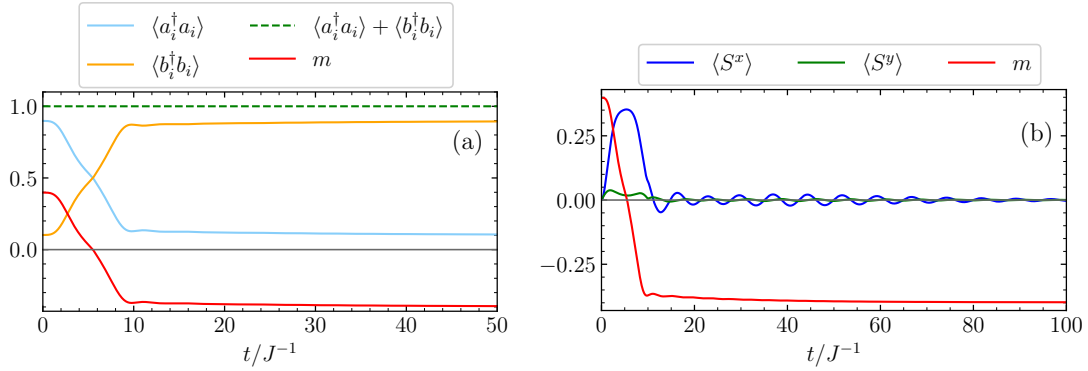 ⟨a_i^† a_i⟩ ⟨a_i^† a_i⟩ + ⟨b_i^† b_i⟩
⟨b_i^† b_i⟩ m
1.0
0.5
0.0
(a)
0 10 20 30 40 50
t/J^{-1}
⟨S^x⟩ ⟨S^y⟩ m
0.25
0.00
−0.25
(b)
0 20 40 60 80 100
t/J^{-1}